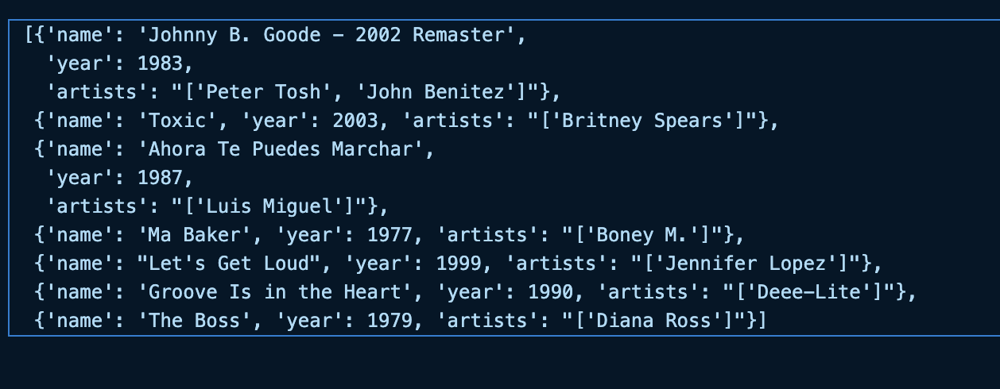 [{'name': 'Johnny B. Goode - 2002 Remaster',
  'year': 1983,
  'artists': "['Peter Tosh', 'John Benitez']"},
 {'name': 'Toxic', 'year': 2003, 'artists': "['Britney Spears']"},
 {'name': 'Ahora Te Puedes Marchar',
  'year': 1987,
  'artists': "['Luis Miguel']"},
 {'name': 'Ma Baker', 'year': 1977, 'artists': "['Boney M.']"},
 {'name': "Let's Get Loud", 'year': 1999, 'artists': "['Jennifer Lopez']"},
 {'name': 'Groove Is in the Heart', 'year': 1990, 'artists': "['Deee-Lite']"},
 {'name': 'The Boss', 'year': 1979, 'artists': "['Diana Ross']"}]